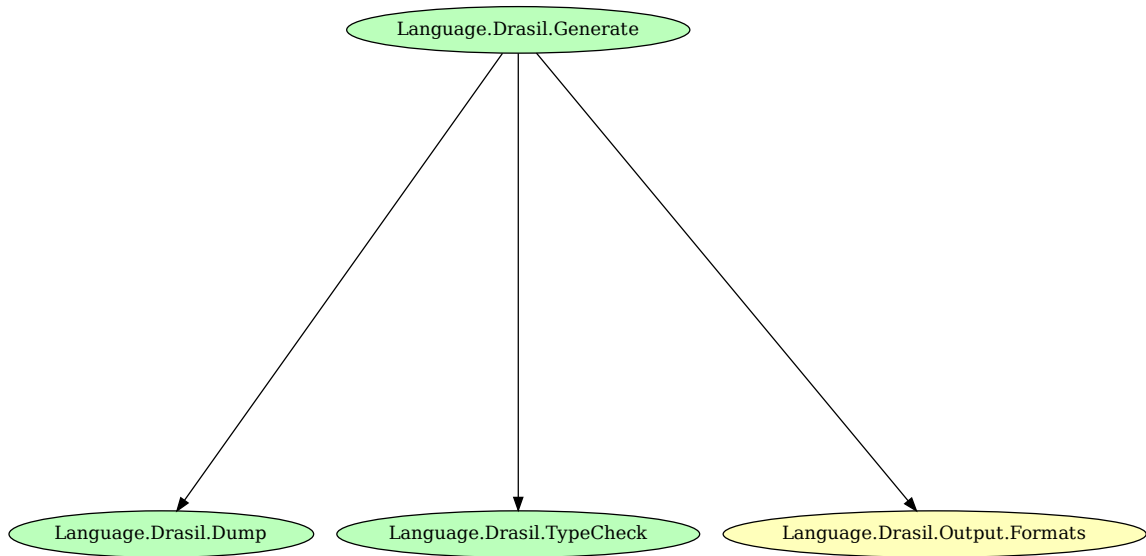 Language.Drasil.Generate
Language.Drasil.Dump
Language.Drasil.TypeCheck
Language.Drasil.Output.Formats